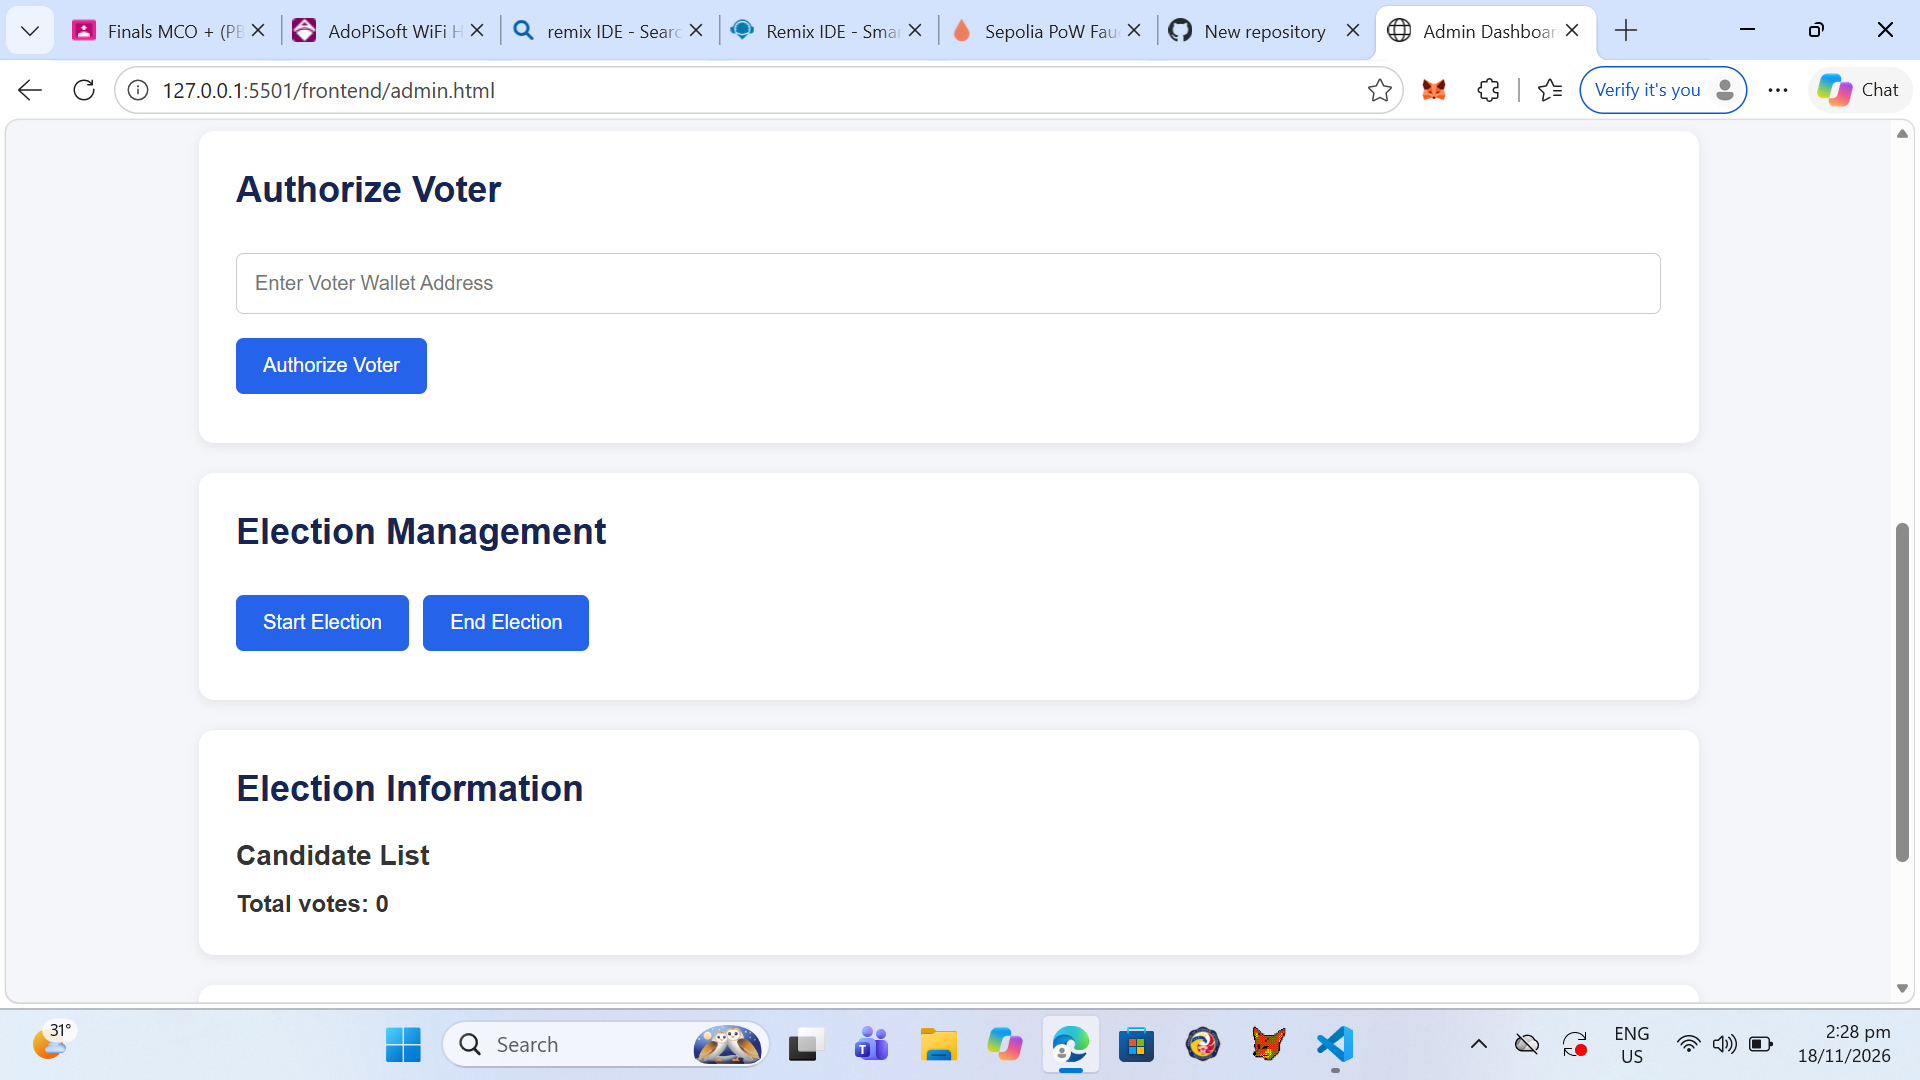 Finals MCO + (PB
AdoPiSoft WiFi H
remix IDE - Searc
Remix IDE - Smar
Sepolia PoW Fau
New repository
Admin Dashboar
127.0.0.1:5501/frontend/admin.html
Verify it's you
Chat
Authorize Voter
Enter Voter Wallet Address
Authorize Voter
Election Management
Start Election
End Election
Election Information
Candidate List
Total votes: 0
31°
Search
ENG
US
2:28 pm
18/11/2026